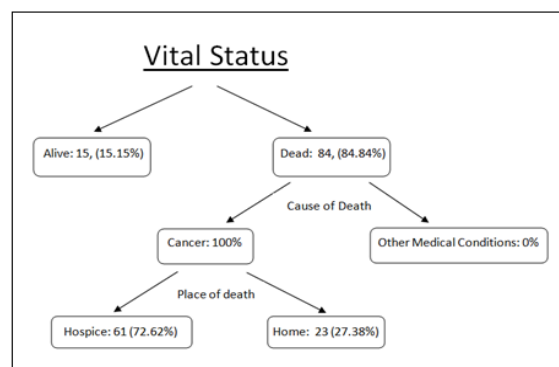 Vital Status
Alive: 15, (15.15%)
Dead: 84, (84.84%)
Cause of Death
Cancer: 100%
Other Medical Conditions: 0%
Place of death
Hospice: 61 (72.62%)
Home: 23 (27.38%)